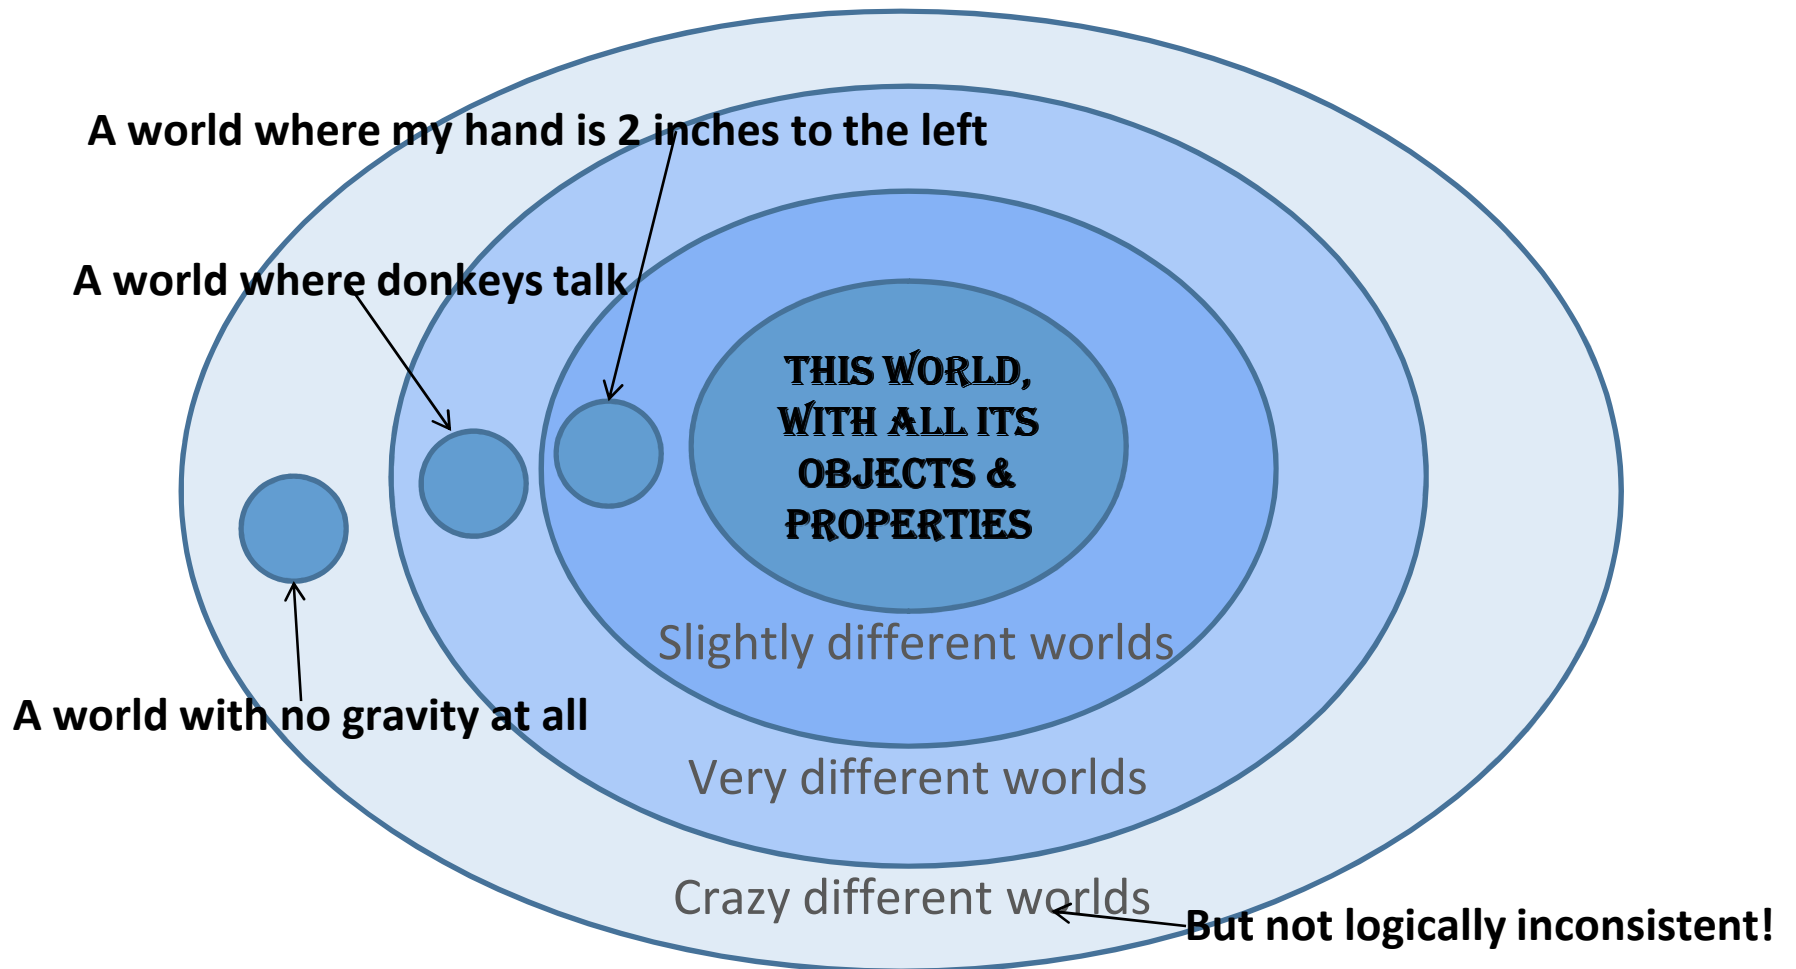 A world where my hand is 2 inches to the left
A world where donkeys talk
THIS WORLD,
WITH ALL ITS
OBJECTS &
PROPERTIES
Slightly different worlds
A world with no gravity at all
Very different worlds
Crazy different worlds
But not logically inconsistent!